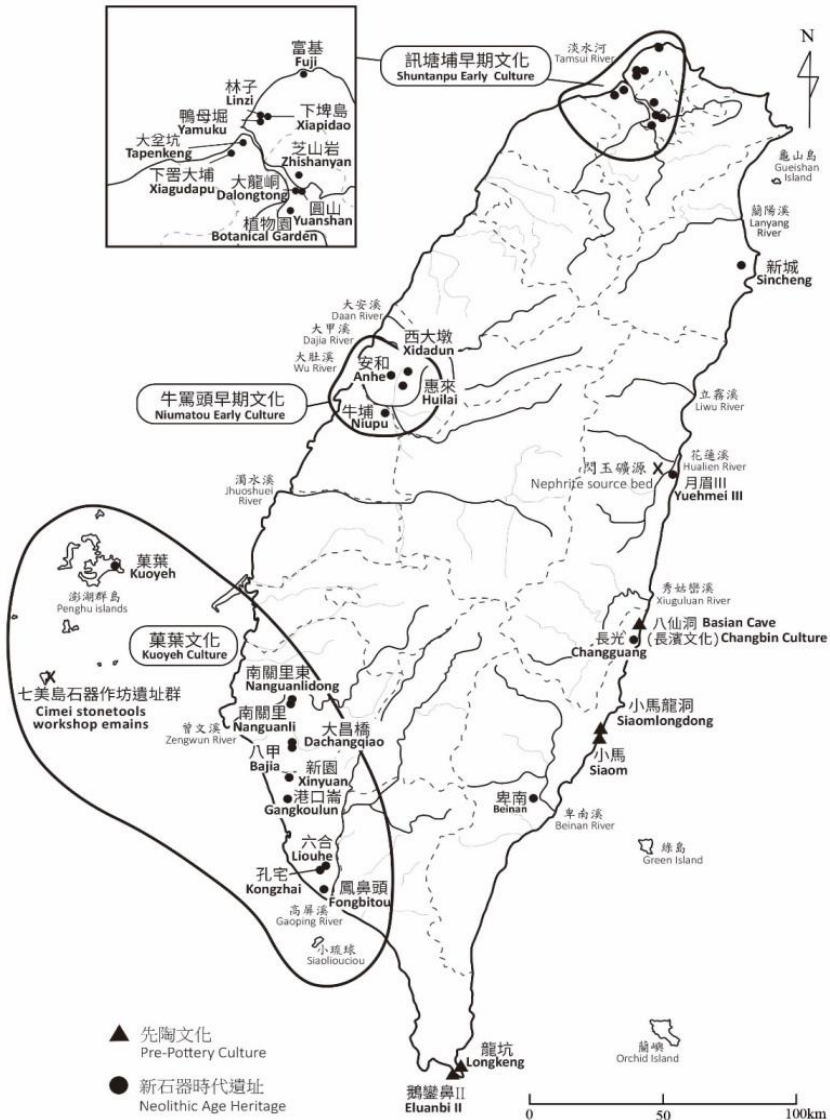 富基
Fuji
林子
Linzi
鴨母堀
Yamuku
下埤島
Xiapidao
大坌坑
Tapenkeng
芝山岩
Zhishanyan
下罟大埔
Xiagudapu
大龍峒
Dalongtong
圓山
Yuanshan
植物園
Botanical Garden
訊塘埔早期文化
Shuntanpu Early Culture
淡水河
Tamsui River
N
龜山島
Gueishan
Island
蘭陽溪
Lanyang
River
新城
Sincheng
大安溪
Daan River
大甲溪
Dajia River
大肚溪
Wu River
西大墩
Xidadun
安和
Anhe
惠來
Huilai
牛埔
Niupu
牛罵頭早期文化
Niumatou Early Culture
立霧溪
Liwu River
花蓮溪
Hualien River
閃玉礦源 X
Nephrite source bed
月眉III
Yuehmei III
濁水溪
Jhuoshuei
River
菓葉
Kuoyeh
澎湖群島
Penghu islands
菓葉文化
Kuoyeh Culture
X
七美島石器作坊遺址群
Cimei stonetools
workshop emains
秀姑巒溪
Xiuguluan River
八仙洞 Basian Cave
(長濱文化) Changbin Culture
長光
Changguang
南關里東
Nanguanlidong
南關里
Nanguanli
曾文溪
Zengwun River
大昌橋
Dachangqiao
八甲
Bajia
新園
Xinyuan
港口崙
Gangkoulun
小馬龍洞
Siaomlongdong
小馬
Siaom
卑南
Beinan
卑南溪
Beinan River
六合
Liouhe
孔宅
Kongzhai
鳳鼻頭
Fongbitou
高屏溪
Gaoping River
小琉球
Siaoliouciou
綠島
Green Island
蘭嶼
Orchid Island
龍坑
Longkeng
鵝鑾鼻II
Eluanbi II
先陶文化
Pre-Pottery Culture
新石器時代遺址
Neolithic Age Heritage
0 50 100km